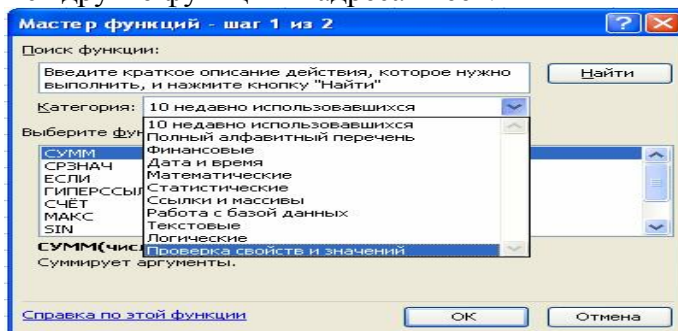 Мастер функций - шаг 1 из 2
Поиск функции:
Введите краткое описание действия, которое нужно
выполнить, и нажмите кнопку "Найти"
Найти
Категория: 10 недавно использовавшихся
10 недавно использовавшихся
Полный алфавитный перечень
Финансовые
Дата и время
Математические
Статистические
Ссылки и массивы
Работа с базой данных
Текстовые
Логические
Проверка свойств и значений
Выберите фун
СУММ
СРЗНАЧ
ЕСЛИ
ГИПЕРССЫЛ
СЧЁТ
МАКС
SIN
СУММ(числ
Суммирует аргументы.
Справка по этой функции
ОК
Отмена